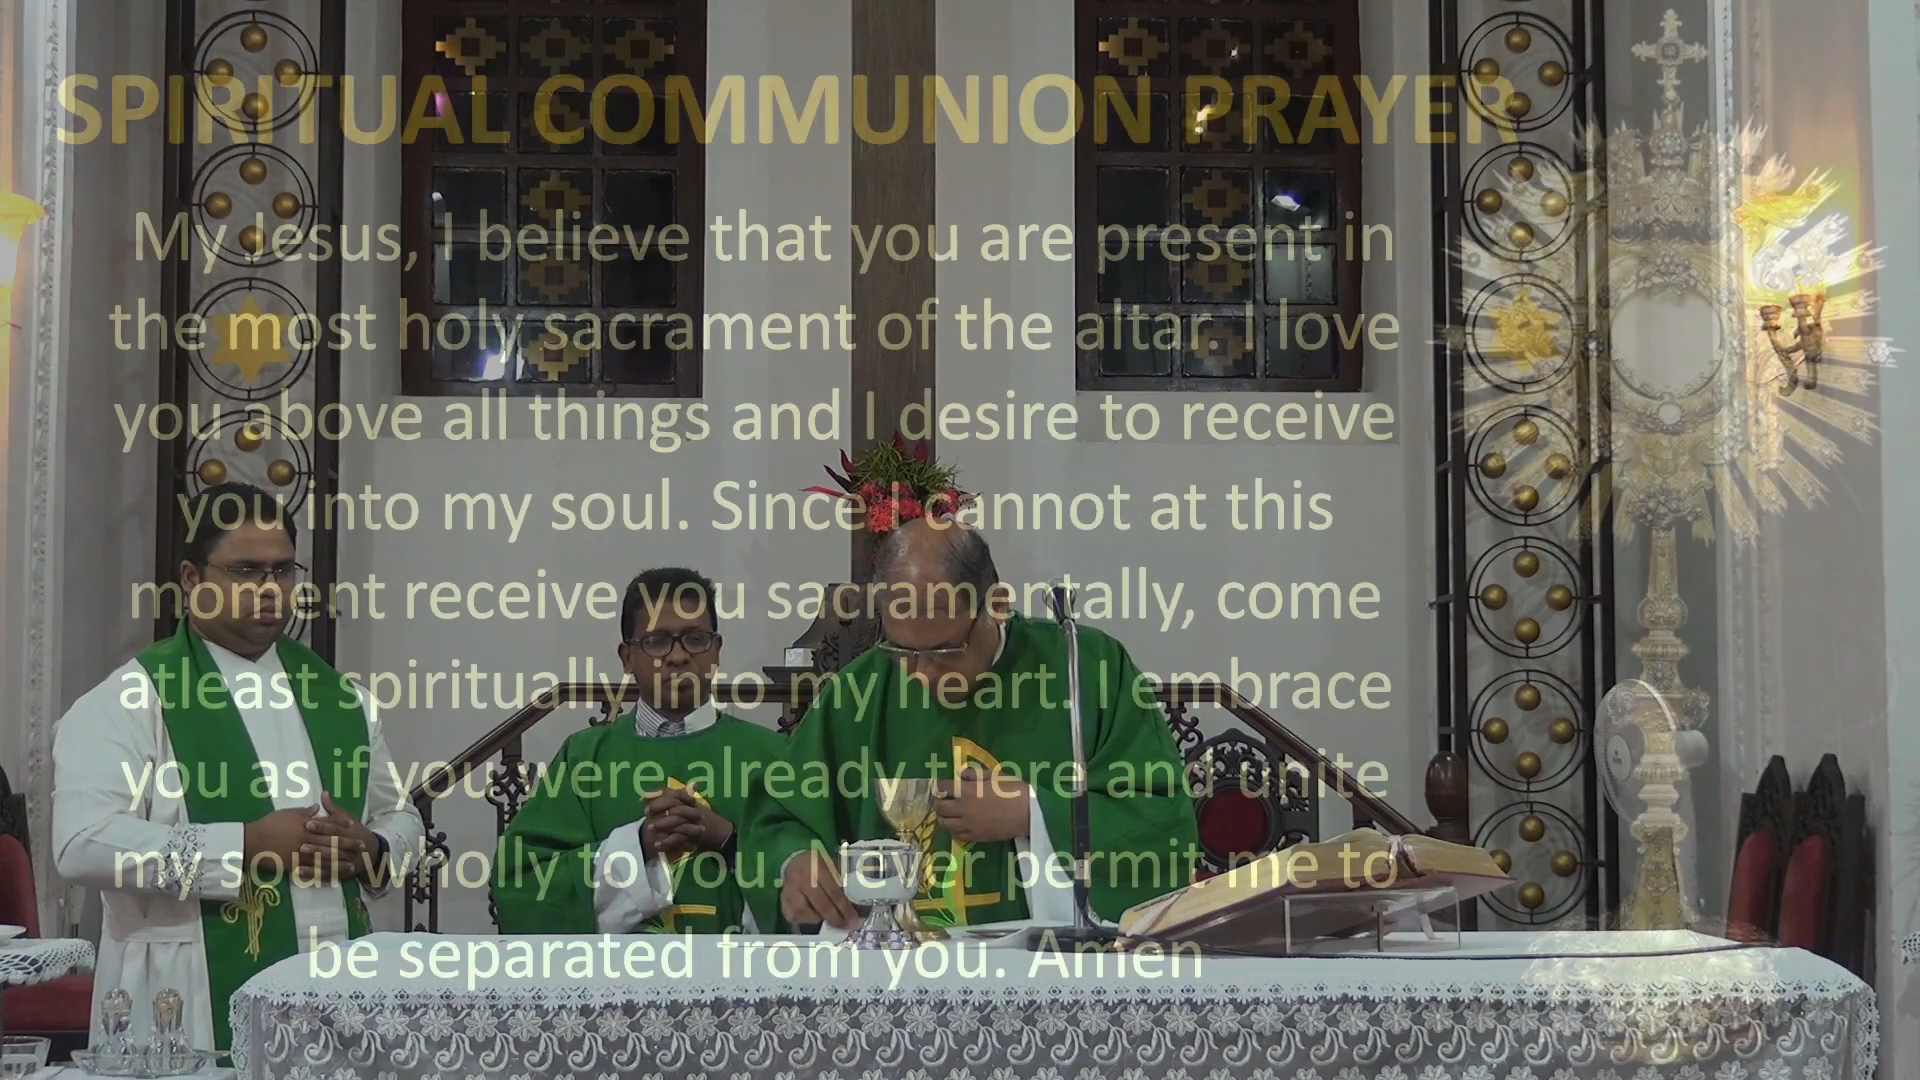 SPIRITUAL COMMUNION PRAYER
My Jesus, I believe that you are present in
the most holy sacrament of the altar. I love
you above all things and I desire to receive
you into my soul. Since I cannot at this
moment receive you sacramentally, come
atleast spiritually into my heart. I embrace
you as if you were already there and unite
my soul wholly to you. Never permit me to
be separated from you. Amen